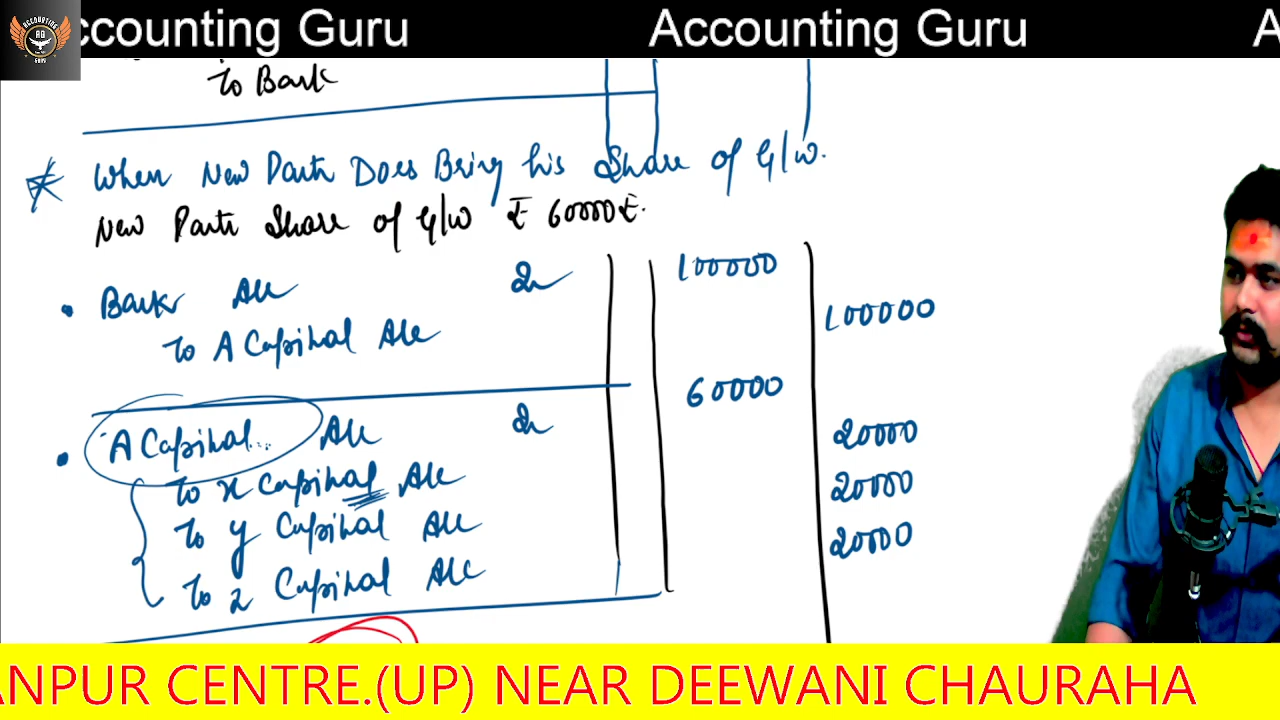 ccounting Guru Accounting Guru A
To Bank
When New Partn Does Bring his Share of G/W.
New Partn Share of G/W ₹ 60000₹.
Bank A/c Dr 100000
To A Capital A/c 100000
A Capital A/c Dr 60000
To x Capital A/c 20000
To y Capital A/c 20000
To z Capital A/c 20000
ANPUR CENTRE.(UP) NEAR DEEWANI CHAURAHA